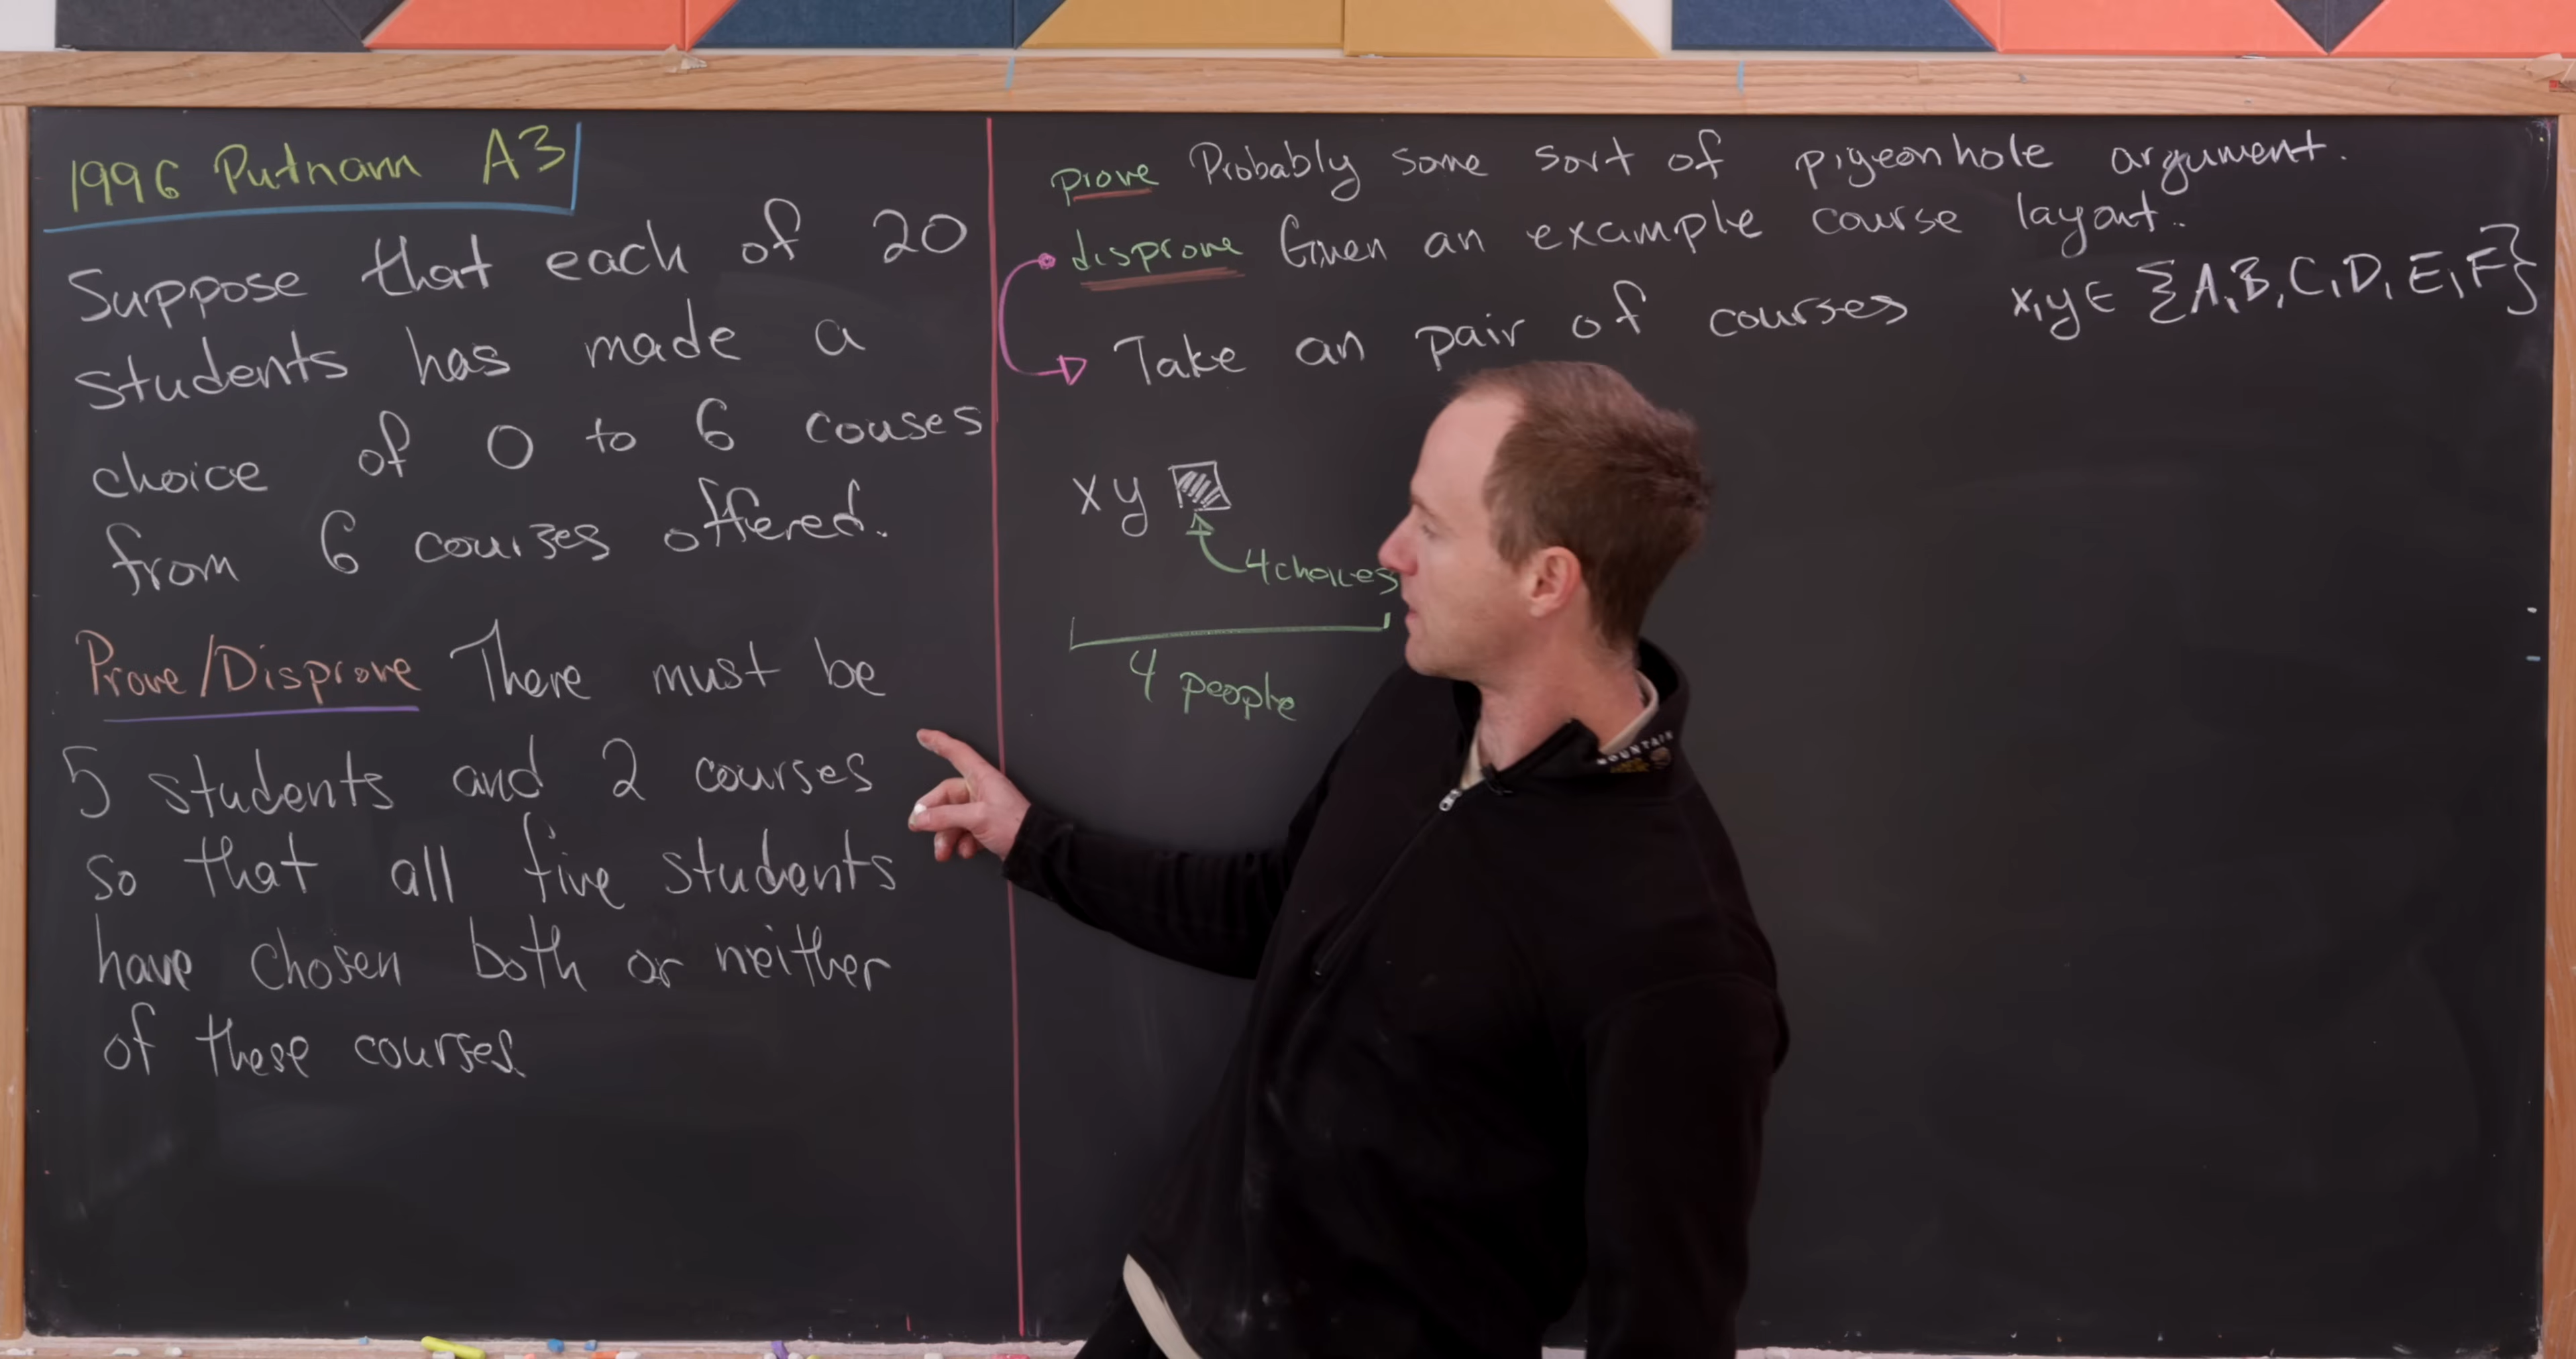 1996 Putnam A3
Suppose that each of 20
students has made a
choice of 0 to 6 couses
from 6 courses offered.
Prove/Disprove There must be
5 students and 2 courses
so that all five students
have chosen both or neither
of these courses
prove Probably some sort of pigeonhole argument.
disprove Given an example course layout.
Take an pair of courses x,y ∈ {A,B,C,D,E,F}
xy
4 choices
4 people
MOUNTAIN